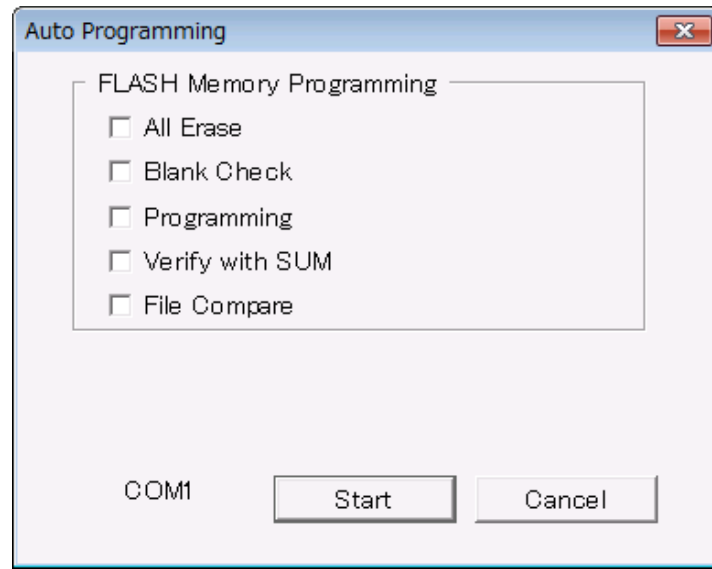 Auto Programming
FLASH Memory Programming
All Erase
Blank Check
Programming
Verify with SUM
File Compare
COM1 Start Cancel